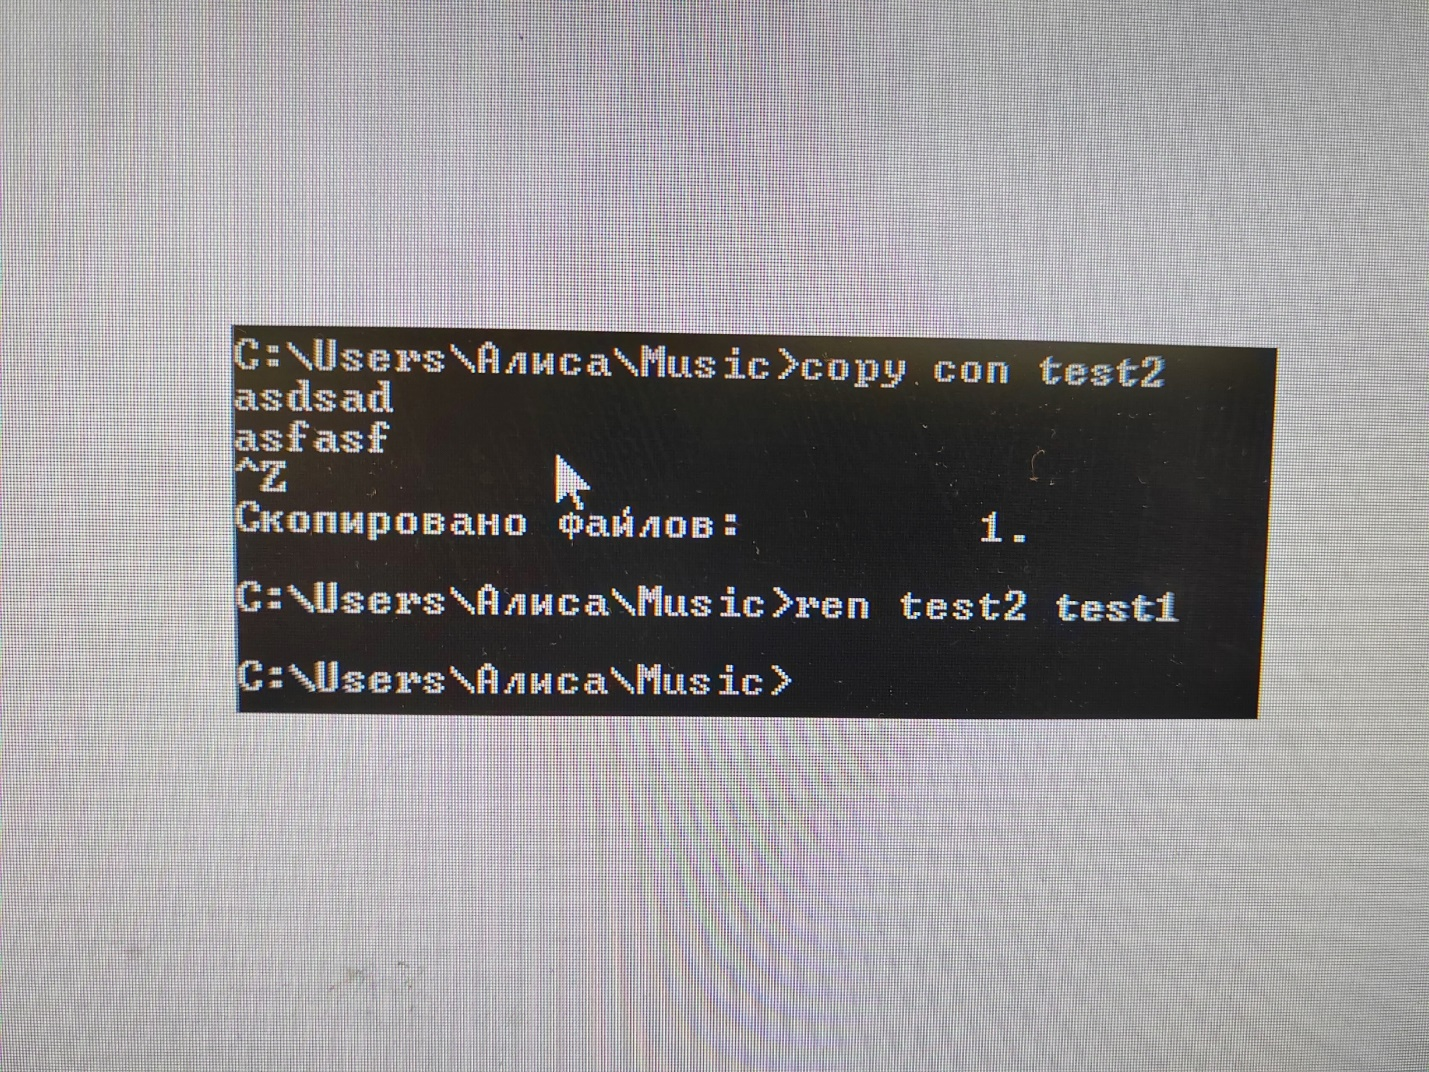 C:\Users\Алиса\Music>copy con test2
asdsad
asfasf
^Z
Скопировано файлов:         1.
C:\Users\Алиса\Music>ren test2 test1
C:\Users\Алиса\Music>